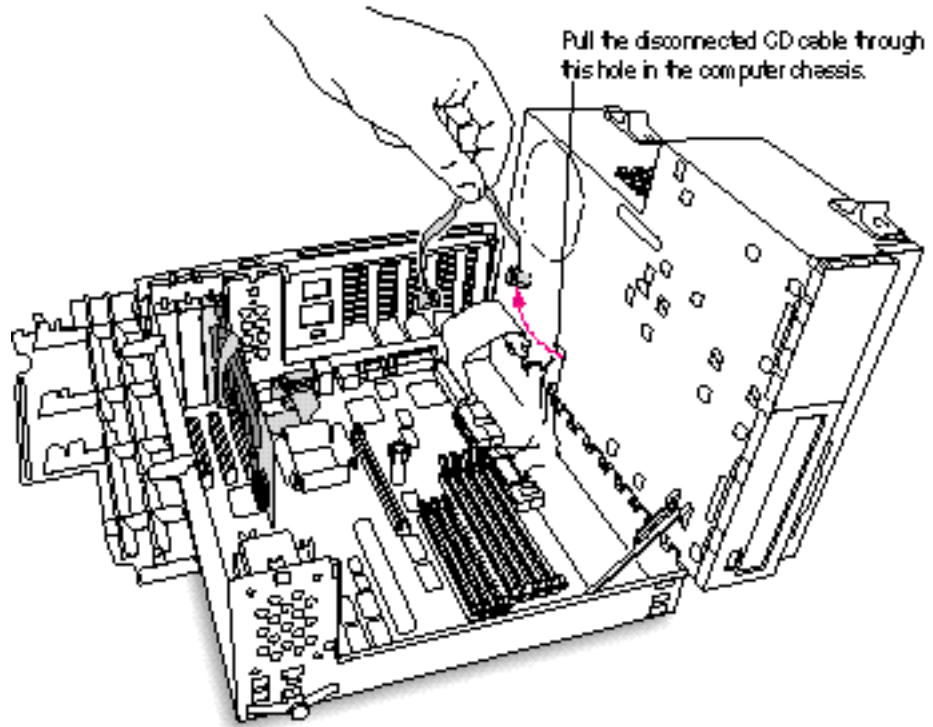 Pull the disconnected CD cable through
this hole in the computer chassis.